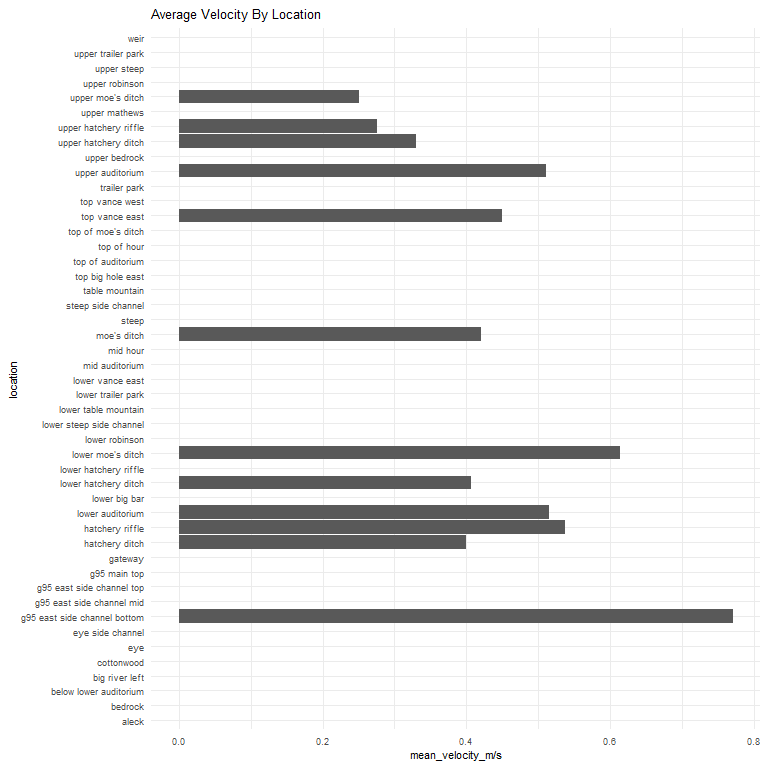 Average Velocity By Location
weir
upper trailer park
upper steep
upper robinson
upper moe's ditch
upper mathews
upper hatchery riffle
upper hatchery ditch
upper bedrock
upper auditorium
trailer park
top vance west
top vance east
top of moe's ditch
top of hour
top of auditorium
top big hole east
table mountain
steep side channel
steep
moe's ditch
mid hour
mid auditorium
lower vance east
lower trailer park
lower table mountain
lower steep side channel
lower robinson
lower moe's ditch
lower hatchery riffle
lower hatchery ditch
lower big bar
lower auditorium
hatchery riffle
hatchery ditch
gateway
g95 main top
g95 east side channel top
g95 east side channel mid
g95 east side channel bottom
eye side channel
eye
cottonwood
big river left
below lower auditorium
bedrock
aleck
location
0.0 0.2 0.4 0.6 0.8
mean_velocity_m/s